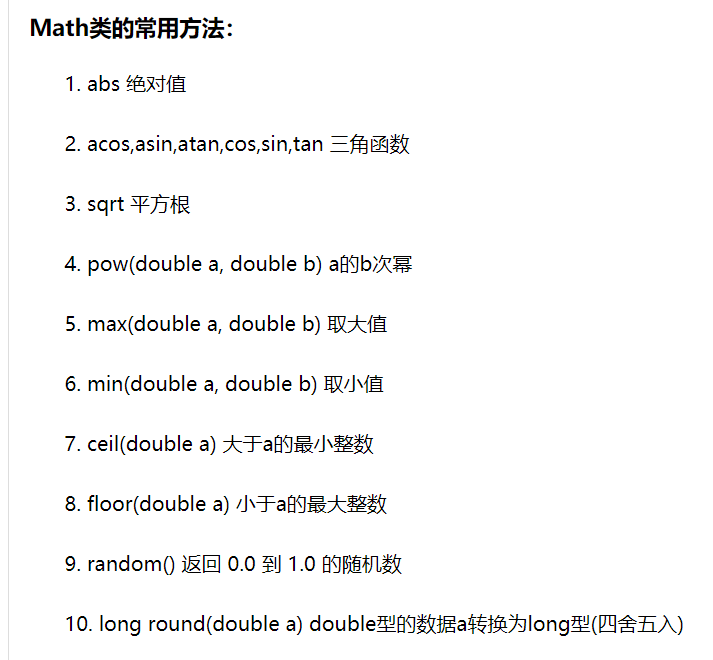 Math类的常用方法：
1. abs 绝对值
2. acos,asin,atan,cos,sin,tan 三角函数
3. sqrt 平方根
4. pow(double a, double b) a的b次幂
5. max(double a, double b) 取大值
6. min(double a, double b) 取小值
7. ceil(double a) 大于a的最小整数
8. floor(double a) 小于a的最大整数
9. random() 返回 0.0 到 1.0 的随机数
10. long round(double a) double型的数据a转换为long型(四舍五入)